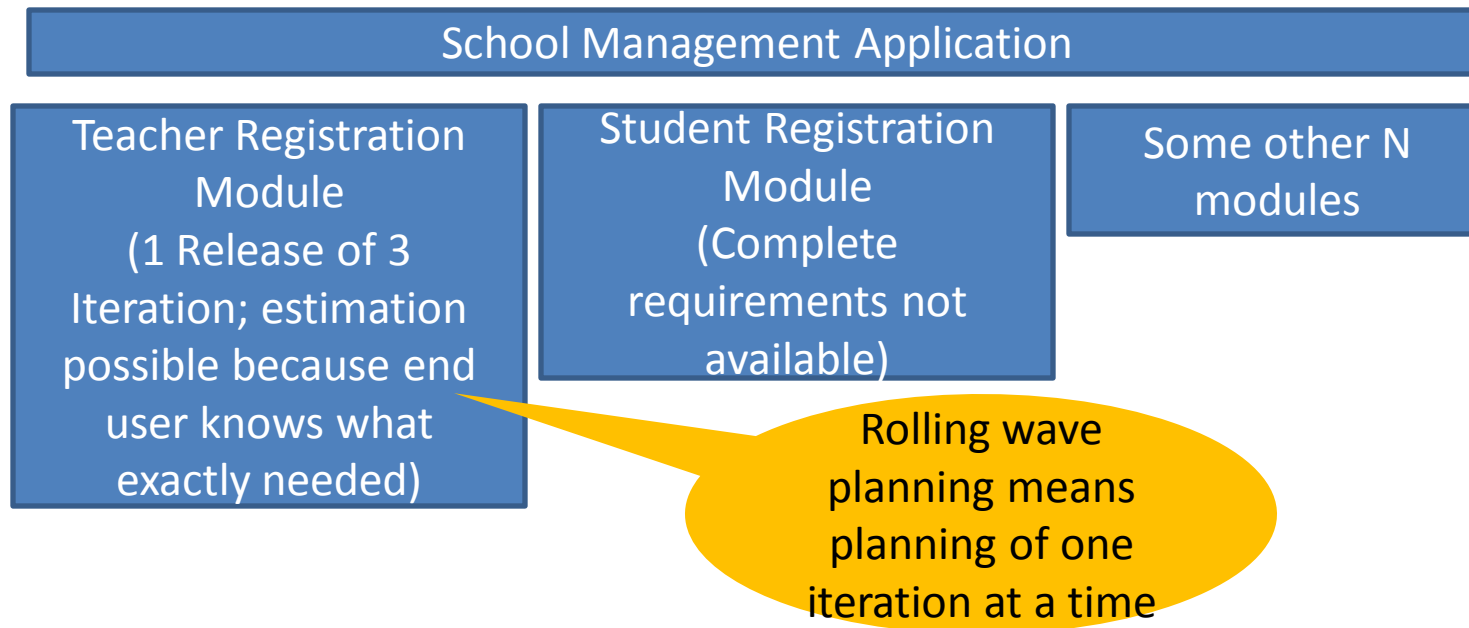 School Management Application
Teacher Registration
Module
(1 Release of 3
Iteration; estimation
possible because end
user knows what
exactly needed)
Student Registration
Module
(Complete
requirements not
available)
Some other N
modules
Rolling wave
planning means
planning of one
iteration at a time